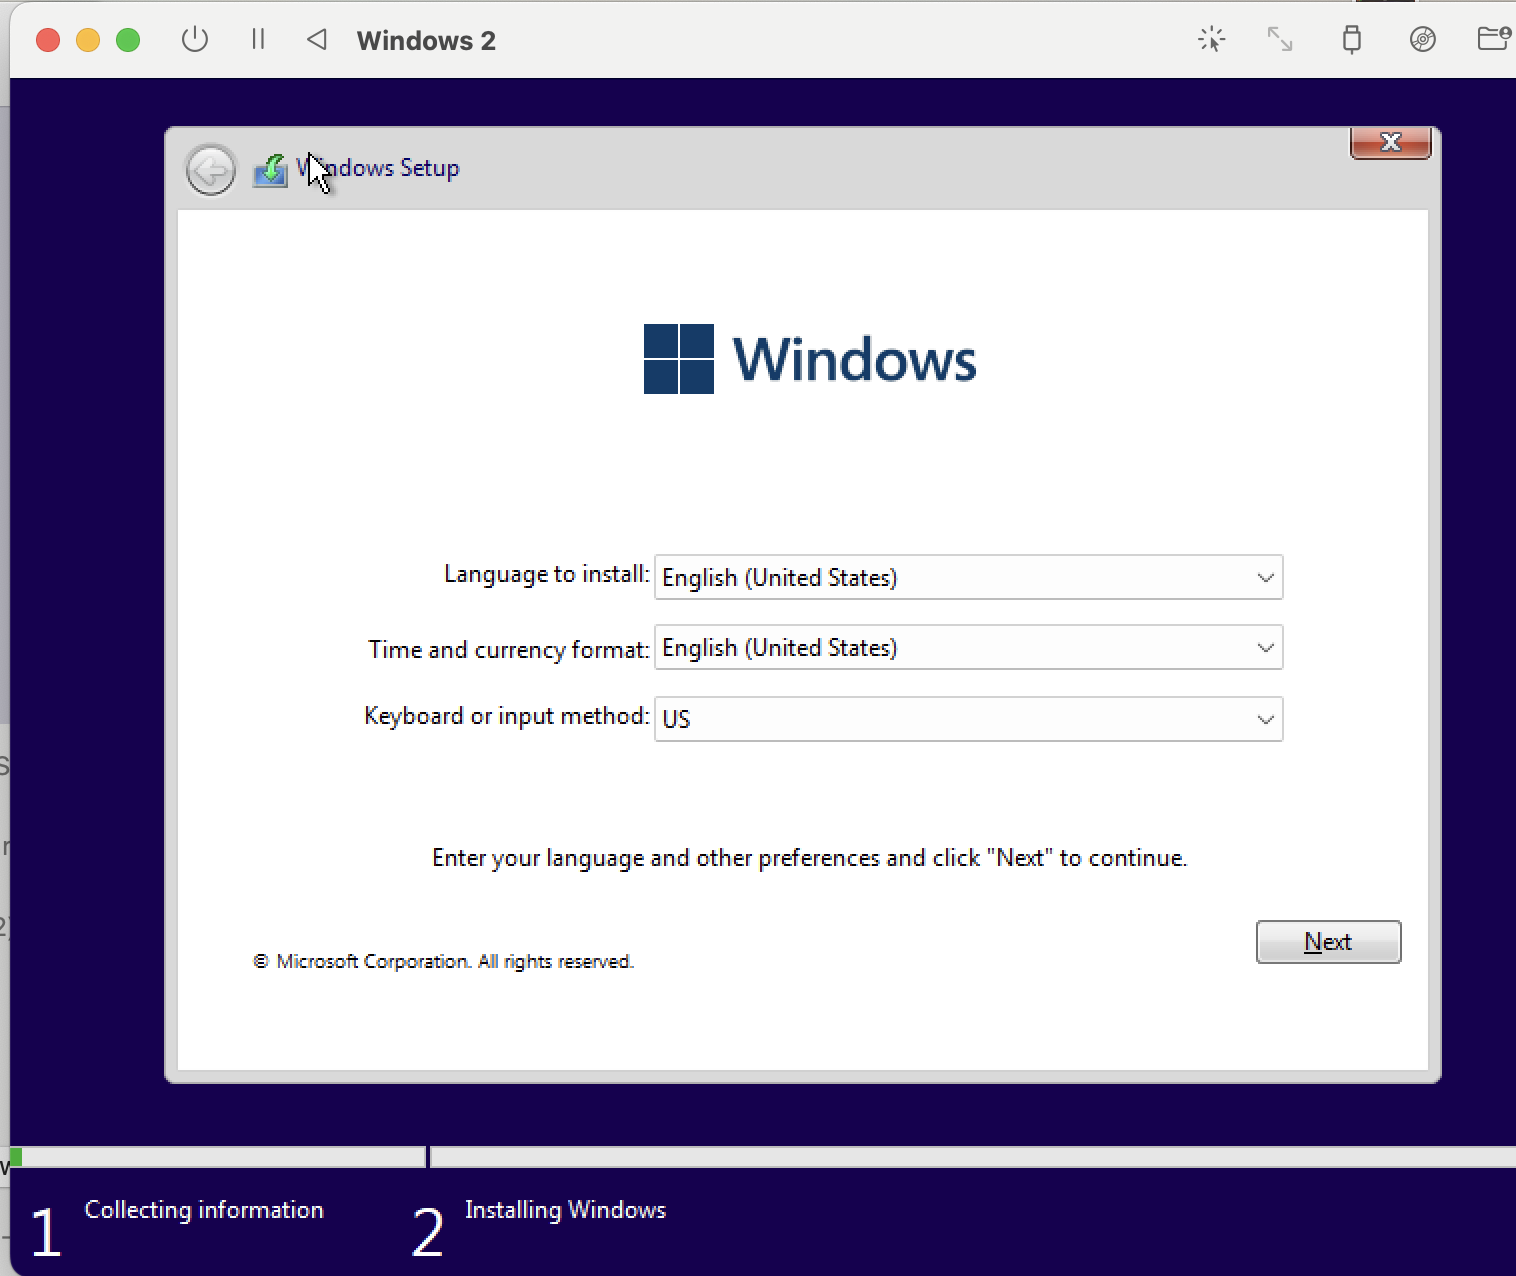 Windows 2
Windows Setup
Windows
Language to install: English (United States)
Time and currency format: English (United States)
Keyboard or input method: US
Enter your language and other preferences and click "Next" to continue.
Next
© Microsoft Corporation. All rights reserved.
1 Collecting information
2 Installing Windows